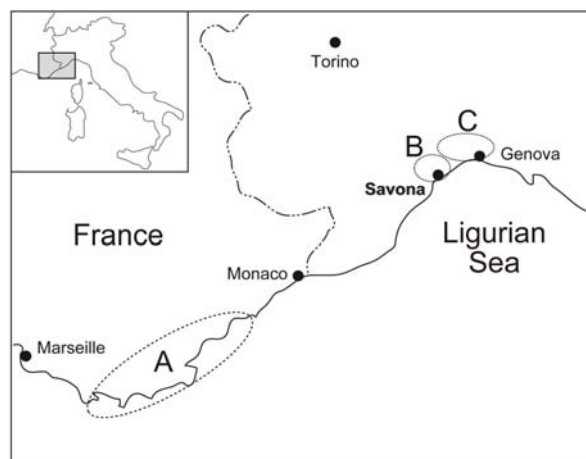 Torino
C
B
Genova
Savona
France
Ligurian
Sea
Monaco
Marseille
A